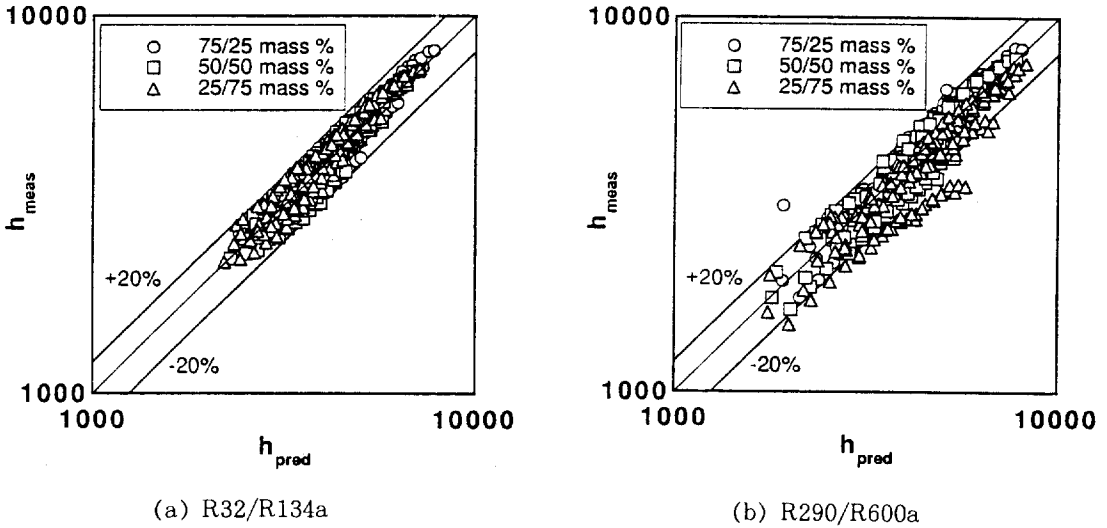 10000
75/25 mass %
50/50 mass %
25/75 mass %
h meas
+20%
-20%
1000
1000
10000
h pred
(a) R32/R134a
10000
75/25 mass %
50/50 mass %
25/75 mass %
h meas
+20%
-20%
1000
1000
10000
h pred
(b) R290/R600a